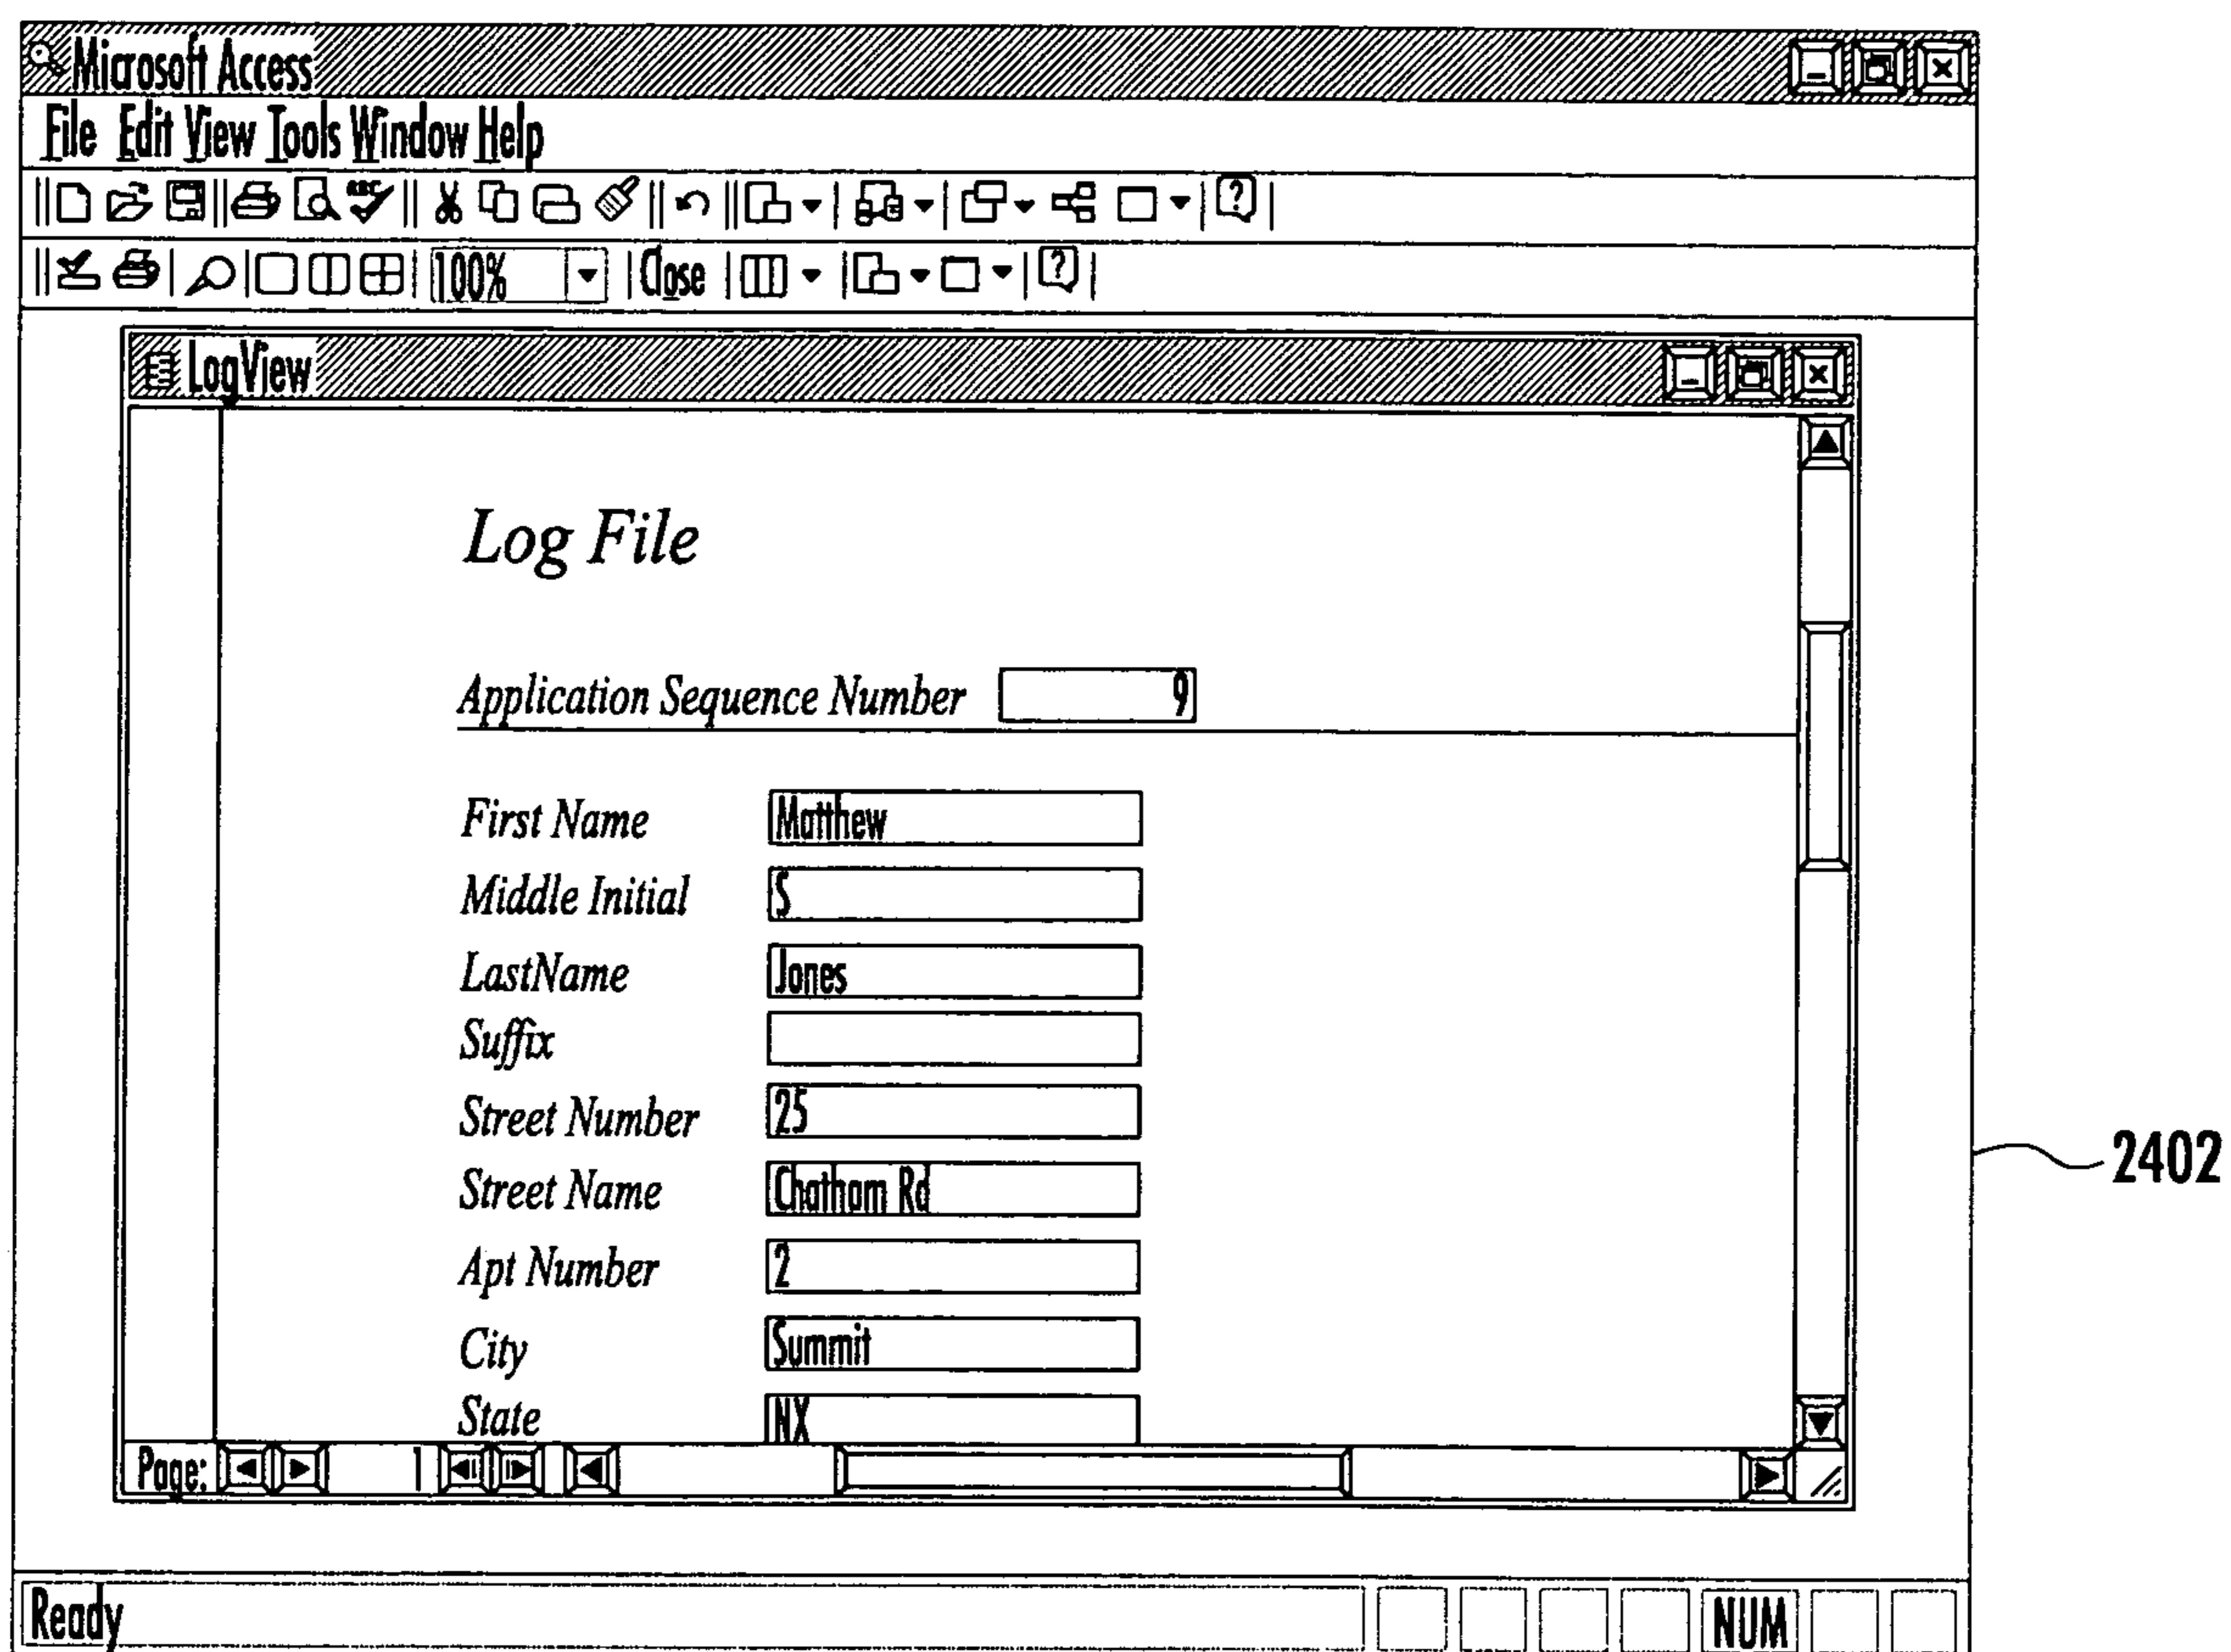 Microsoft Access
File Edit View Tools Window Help
ABC ?
100% Close ?
LogView
Log File
Application Sequence Number 9
First Name Matthew
Middle Initial S
LastName Jones
Suffix
Street Number 25
Street Name Chatham Rd
Apt Number 2
City Summit
State NX
Page: 1
Ready NUM
2402